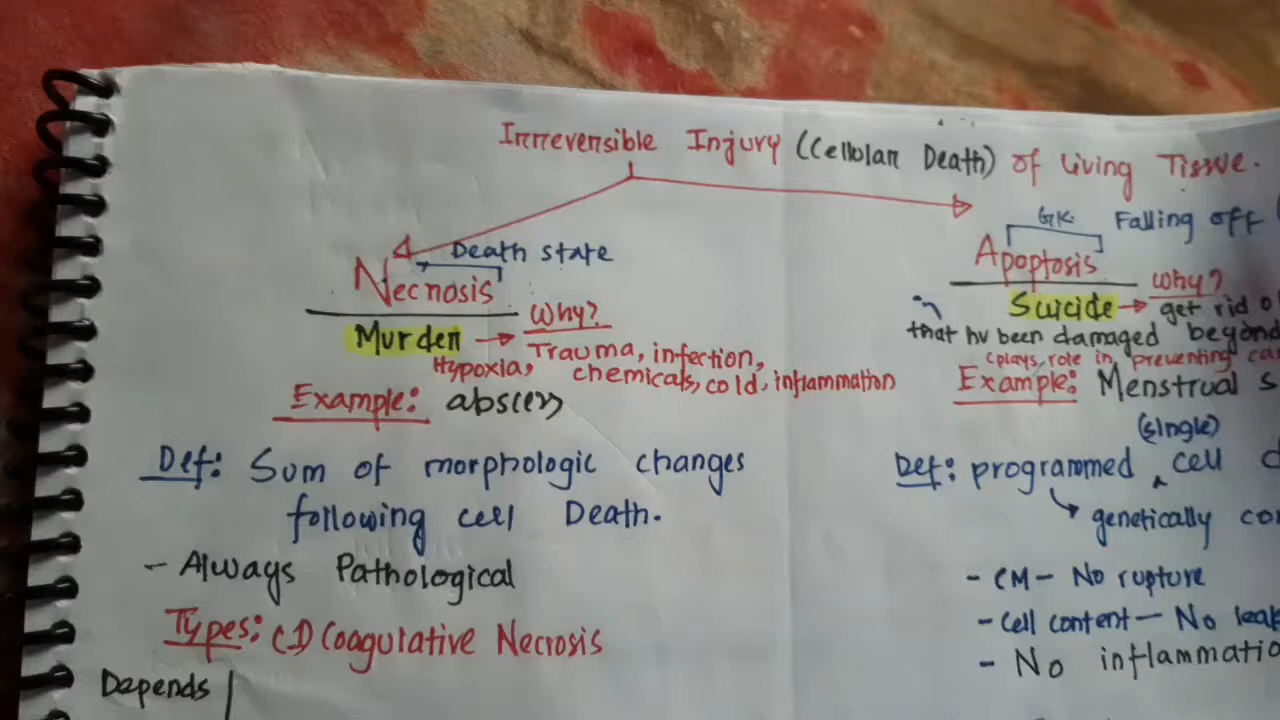 Irreversible Injury (Cellular Death) of Living Tissue.
Death state
Necrosis
Murder → Why?
Trauma, infection,
Hypoxia, chemicals, cold, inflammation
Example: abscess
Def: Sum of morphologic changes
following cell Death.
- Always Pathological
Types: (1) Coagulative Necrosis
Depends
GK. Falling off
Apoptosis
Why?
Suicide → get rid
that hv been damaged beyond
(plays role in preventing
Example: Menstrual
(single)
Def: programmed ^ cell
genetically
- CM - No rupture
- Cell content - No
- No